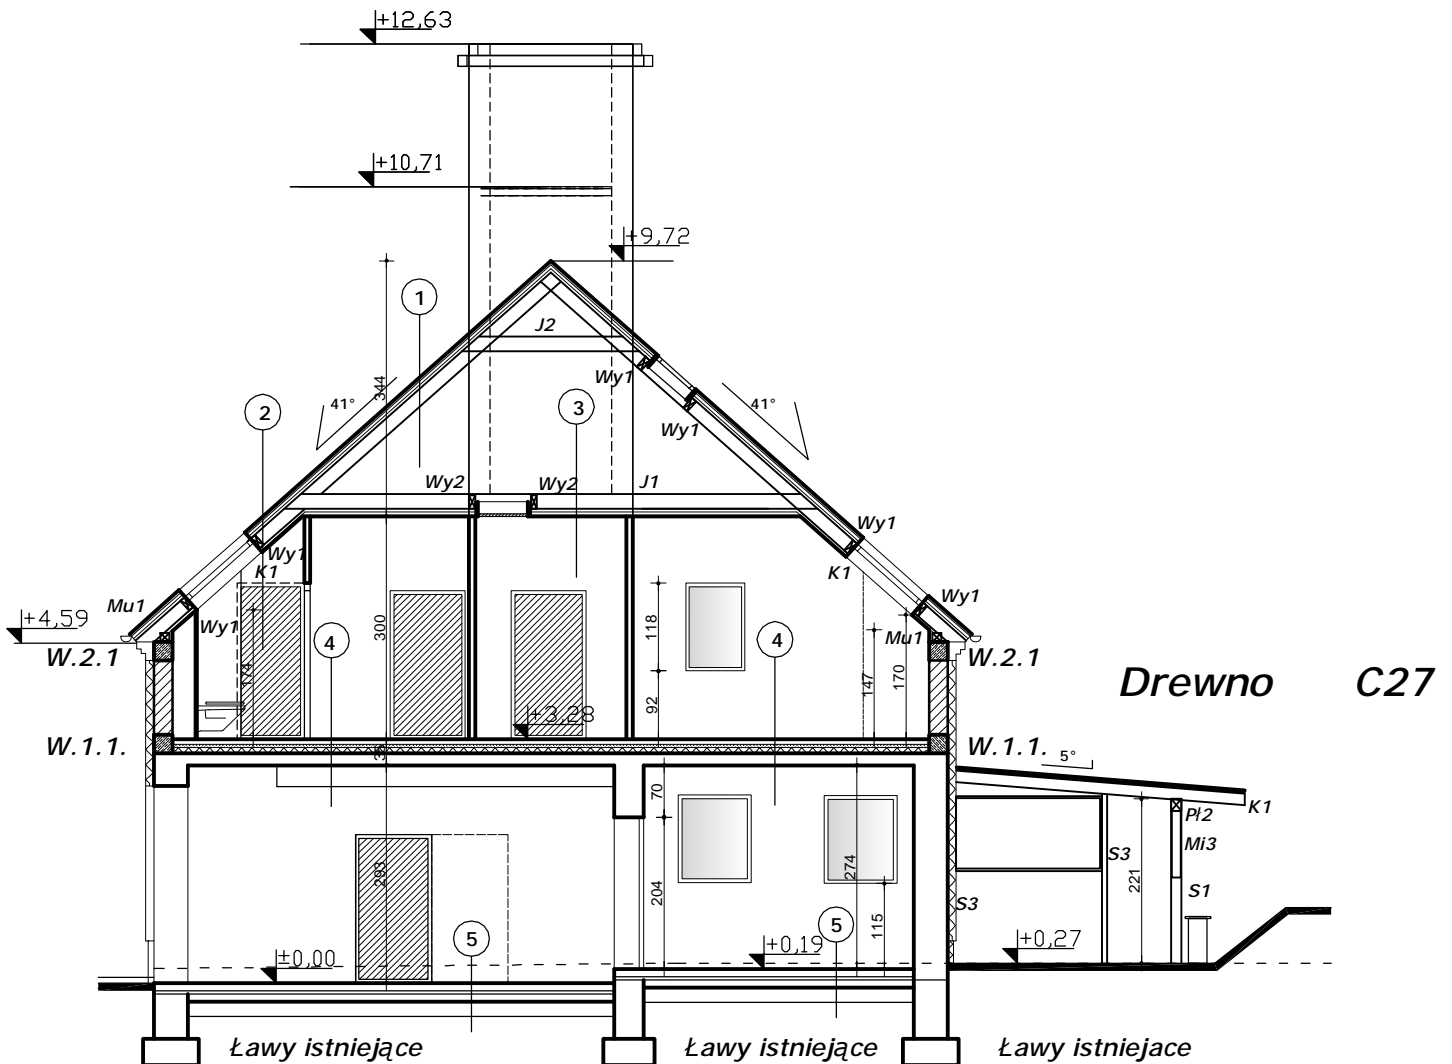 +12,63
+10,71
+9,72
1
J2
Wy1
344
41°
41°
2
3
Wy1
Wy2
Wy2
J1
Wy1
Wy1
K1
K1
Mu1
Wy1
Wy1
+4,59
300
118
4
4
Mu1
W.2.1
W.2.1
174
147
170
92
Drewno C27
+3,28
W.1.1.
W.1.1.
5°
70
K1
Pł2
Mi3
S3
293
204
274
221
S1
S3
115
5
5
±0,00
+0,19
+0,27
Ławy istniejące
Ławy istniejące
Ławy istniejace